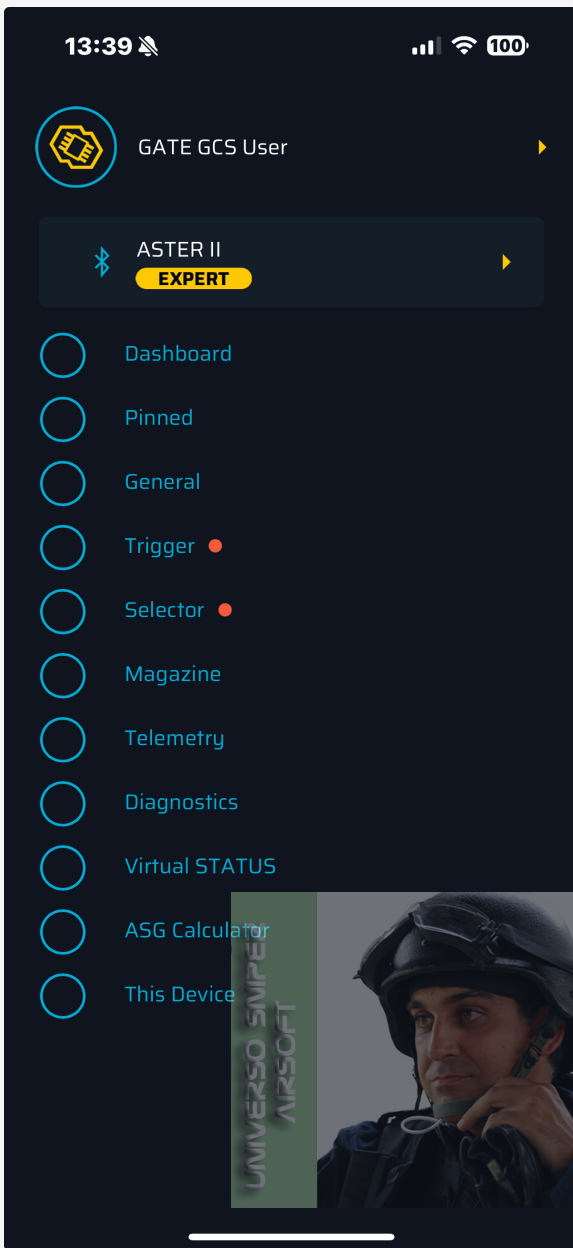 13:39
100
GATE GCS User
ASTER II
EXPERT
Dashboard
Pinned
General
Trigger
Selector
Magazine
Telemetry
Diagnostics
Virtual STATUS
ASG Calculator
This Device
UNIVERSO SNIPER
AIRSOFT